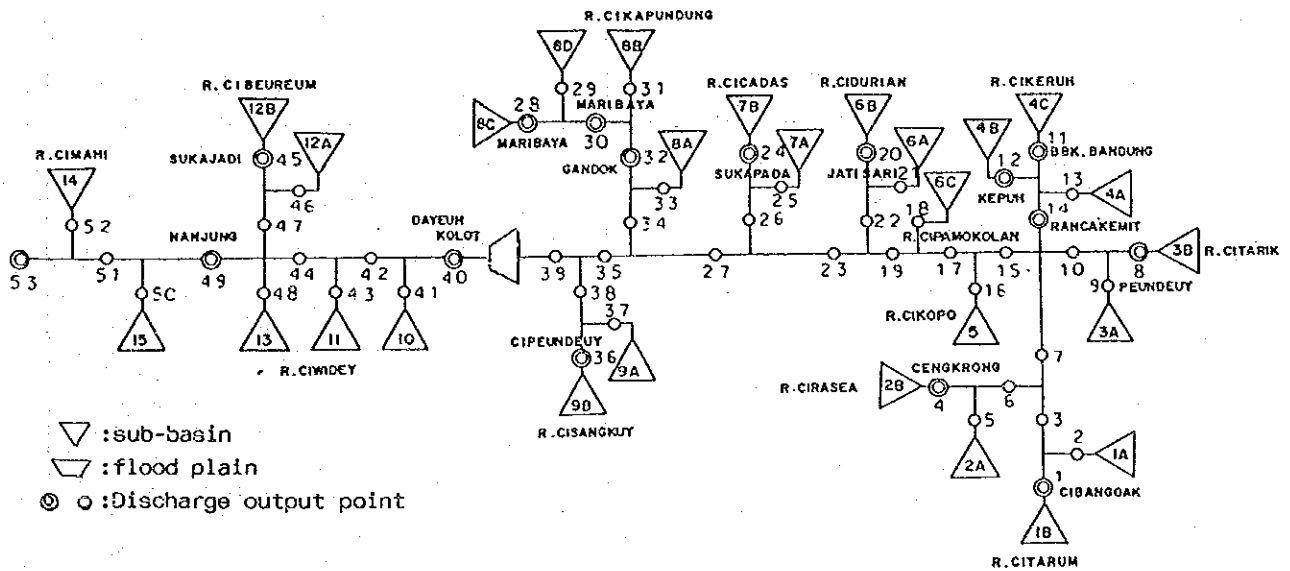 R.CIKAPUNDUNG
8D
8B
R.CIBEUREUM
29
31
R.CICADAS
R.CIDURIAN
R.CIKERUH
12B
12A
8C
28
MARIBAYA
30
MARIBAYA
7B
6B
4C
4B
R.CIMAHI
SUKAJADI
45
46
GANDOK
32
8A
33
24
7A
SUKAPADA
25
20
6A
JATISARI
21
6C
18
12
KEPUH
11
BBK. BANDUNG
13
4A
14
52
NANJUNG
47
DAYEUH
KOLOT
34
26
22
R.CIPAMOKOLAN
14
RANCAKEMIT
53
51
49
44
42
40
39
35
27
23
19
17
15
10
8
3B
R.CITARIK
50
48
43
41
38
16
9
PEUNDEUY
15
13
11
10
37
R.CIKOPO
5
3A
CIPEUNDEUY
36
9A
7
R.CIWIDEY
R.CIRASEA
2B
CENGKRONG
4
6
9B
5
3
2
1A
R.CISANGKUY
2A
1
CIBANGOAK
1B
R.CITARUM
:sub-basin
:flood plain
:Discharge output point